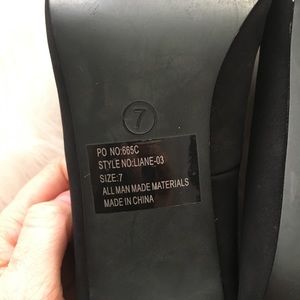 7
PO NO:665C
STYLE NO:LIANE-03
SIZE:7
ALL MAN MADE MATERIALS
MADE IN CHINA